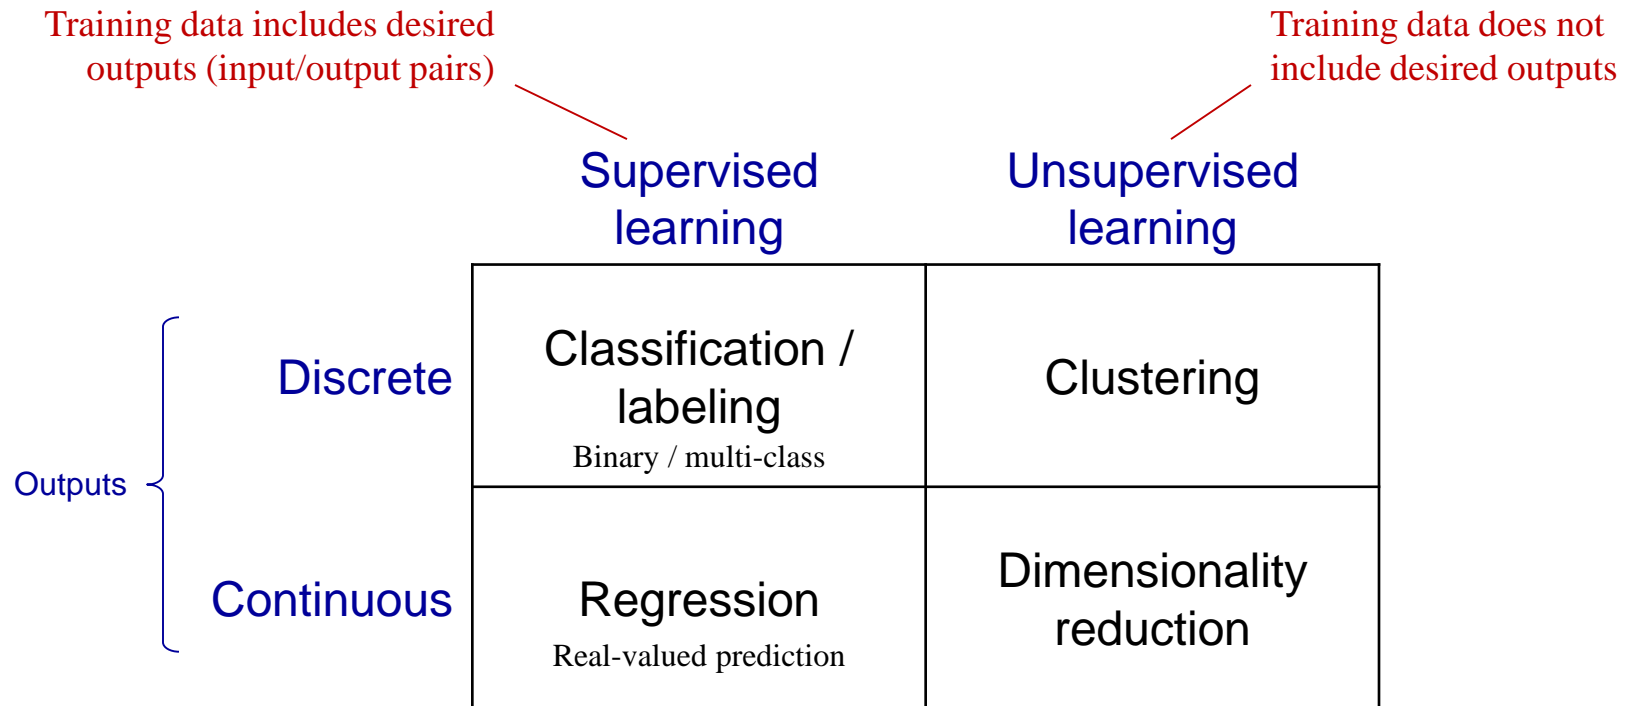 Training data includes desired
outputs (input/output pairs)
Training data does not
include desired outputs
Supervised
learning
Unsupervised
learning
Outputs
Discrete
Classification /
labeling
Binary / multi-class
Clustering
Continuous
Regression
Real-valued prediction
Dimensionality
reduction